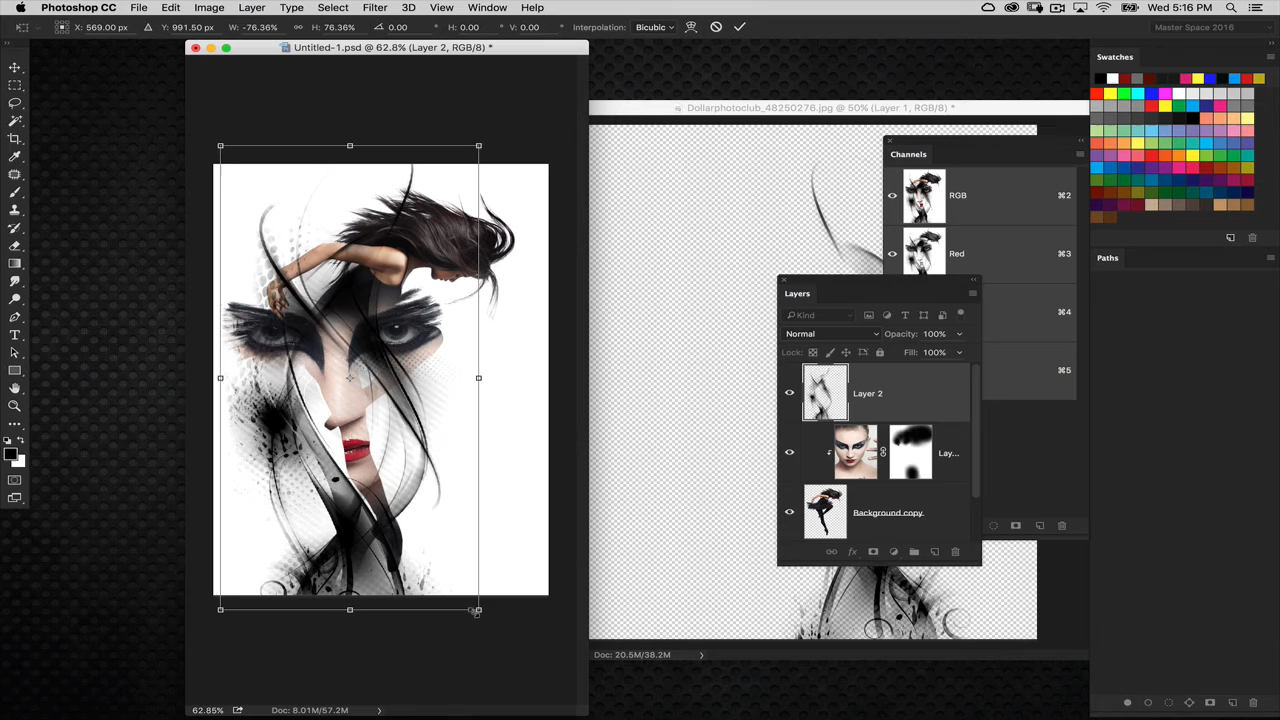 Photoshop CC File Edit Image Layer Type Select Filter 3D View Window Help Wed 5:16 PM
X: 569.00 px Y: 991.50 px W: -76.36% H: 76.36% 0.00 H: 0.00 V: 0.00 Interpolation: Bicubic Master Space 2016
Untitled-1.psd @ 62.8% (Layer 2, RGB/8) *
Swatches
Dollarphotoclub_48250276.jpg @ 50% (Layer 1, RGB/8) *
Channels
RGB ⌘2
Red ⌘3
⌘4
⌘5
Paths
Layers
Kind
Normal Opacity: 100%
Lock: Fill: 100%
Layer 2
Lay...
Background copy
Doc: 20.5M/38.2M
62.85% Doc: 8.01M/57.2M